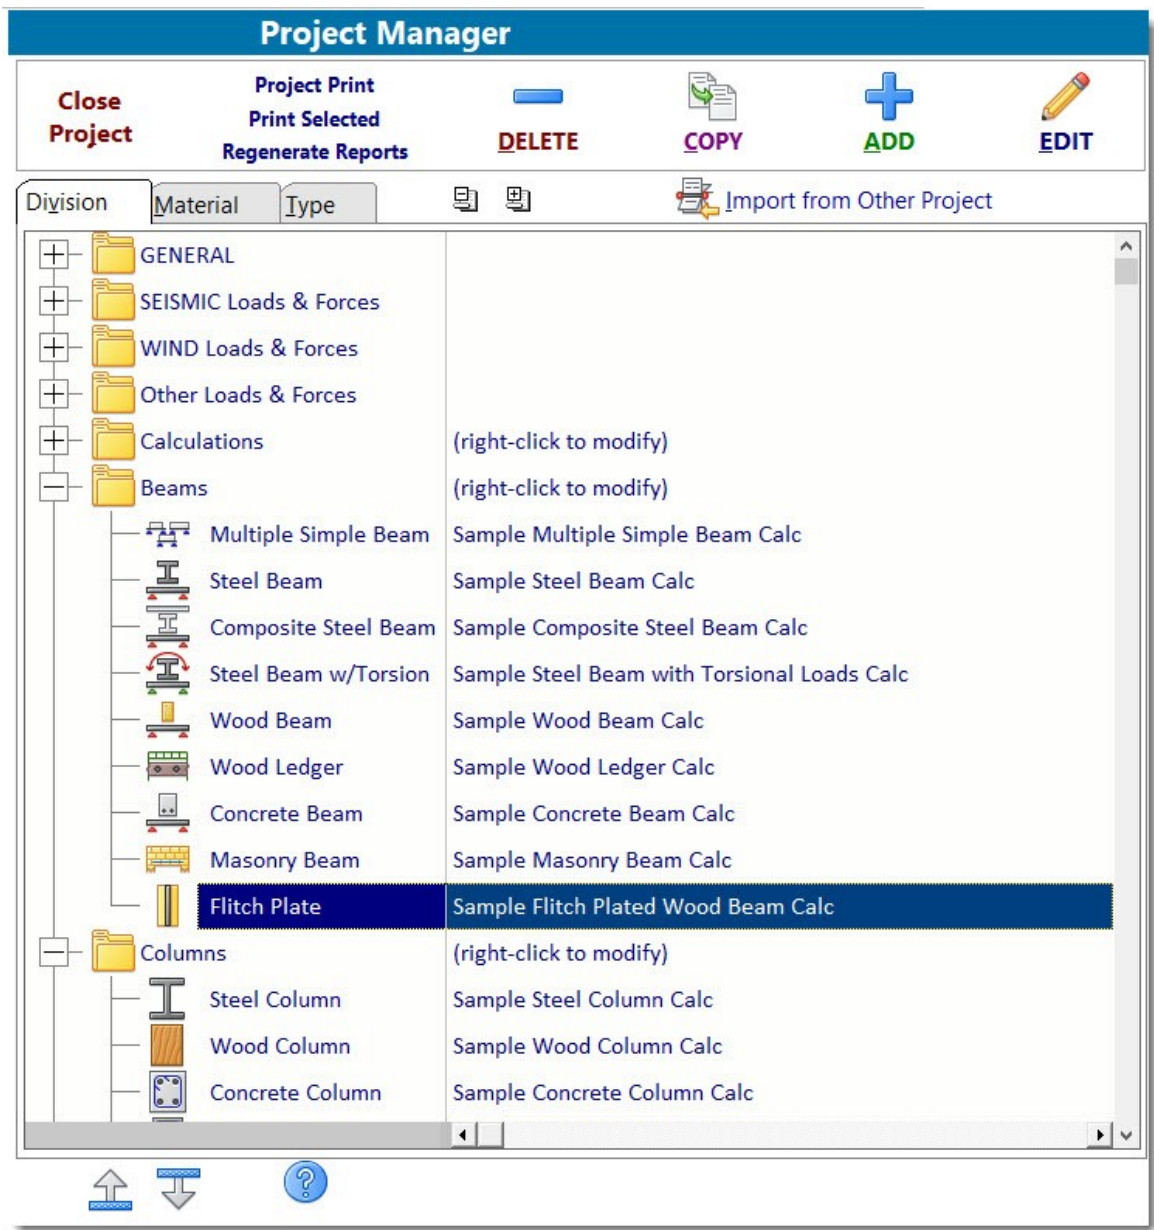 Project Manager
Close Project
Project Print
Print Selected
Regenerate Reports
DELETE
COPY
ADD
EDIT
Division Material Type
Import from Other Project
GENERAL
SEISMIC Loads & Forces
WIND Loads & Forces
Other Loads & Forces
Calculations (right-click to modify)
Beams (right-click to modify)
Multiple Simple Beam Sample Multiple Simple Beam Calc
Steel Beam Sample Steel Beam Calc
Composite Steel Beam Sample Composite Steel Beam Calc
Steel Beam w/Torsion Sample Steel Beam with Torsional Loads Calc
Wood Beam Sample Wood Beam Calc
Wood Ledger Sample Wood Ledger Calc
Concrete Beam Sample Concrete Beam Calc
Masonry Beam Sample Masonry Beam Calc
Flitch Plate Sample Flitch Plated Wood Beam Calc
Columns (right-click to modify)
Steel Column Sample Steel Column Calc
Wood Column Sample Wood Column Calc
Concrete Column Sample Concrete Column Calc